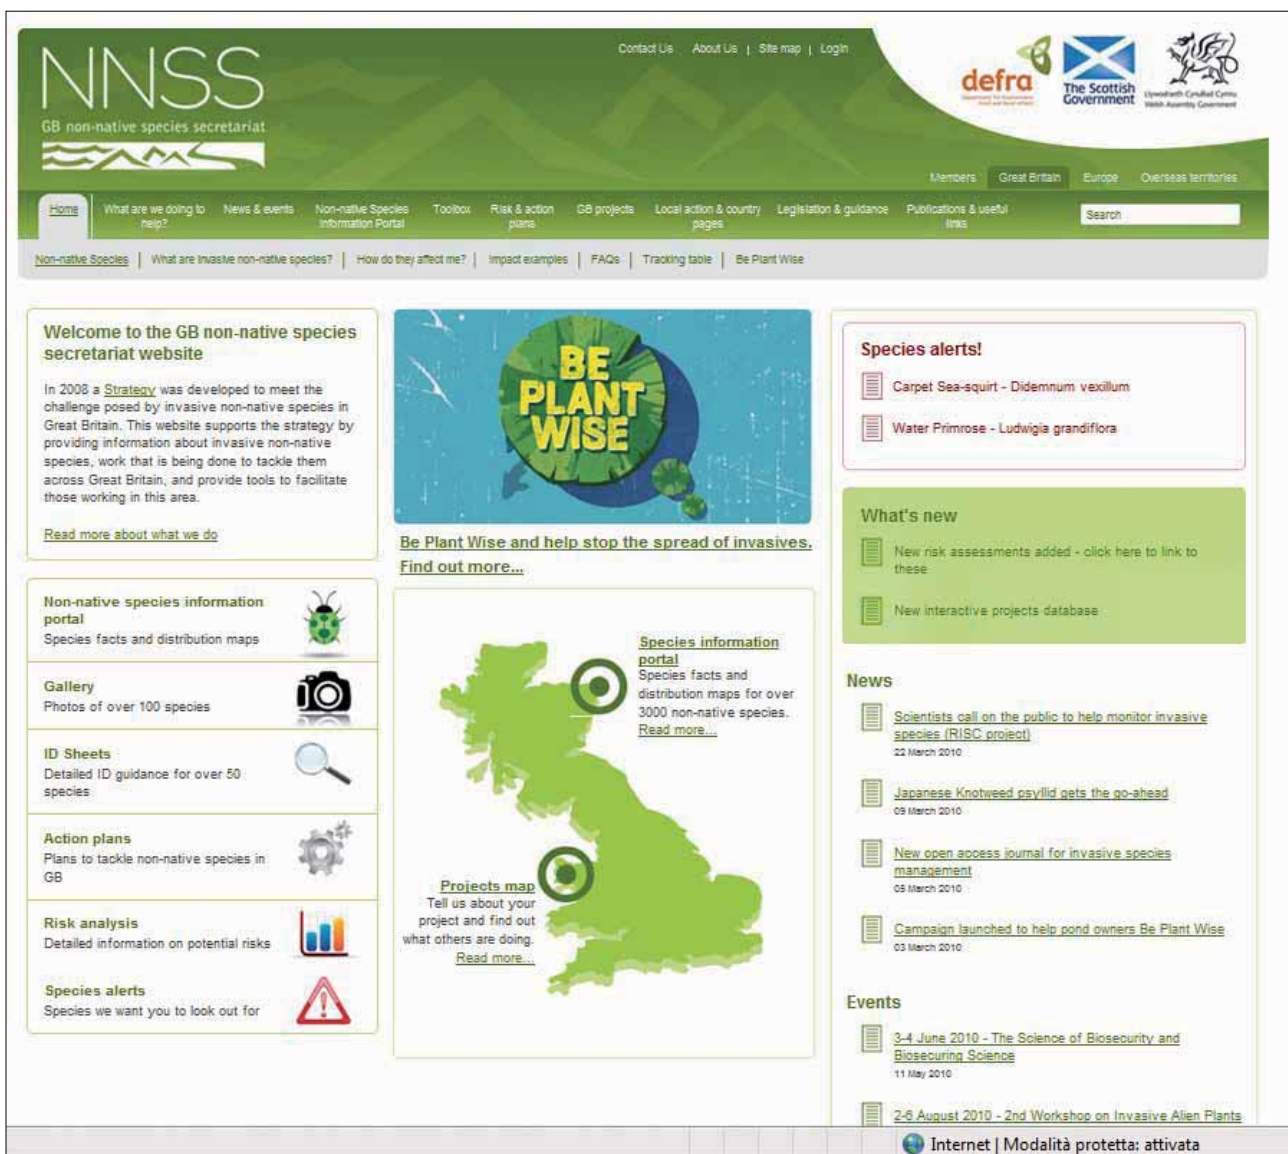 NNSS
GB non-native species secretariat
Contact Us About Us | Site map | Login
defra
The Scottish
Government
Llywodraeth Cynulliad Cymru
Welsh Assembly Government
Members Great Britain Europe Overseas territories
Home
What are we doing to
help?
News & events
Non-native Species
Information Portal
Toolbox
Risk & action
plans
GB projects
Local action & country
pages
Legislation & guidance
Publications & useful
links
Search
Non-native Species | What are invasive non-native species? | How do they affect me? | Impact examples | FAQs | Tracking table | Be Plant Wise
Welcome to the GB non-native species
secretariat website
In 2008 a Strategy was developed to meet the
challenge posed by invasive non-native species in
Great Britain. This website supports the strategy by
providing information about invasive non-native
species, work that is being done to tackle them
across Great Britain, and provide tools to facilitate
those working in this area.
Read more about what we do
Non-native species information
portal
Species facts and distribution maps
Gallery
Photos of over 100 species
ID Sheets
Detailed ID guidance for over 50
species
Action plans
Plans to tackle non-native species in
GB
Risk analysis
Detailed information on potential risks
Species alerts
Species we want you to look out for
BE
PLANT
WISE
Be Plant Wise and help stop the spread of invasives.
Find out more...
Species information
portal
Species facts and
distribution maps for over
3000 non-native species.
Read more...
Projects map
Tell us about your
project and find out
what others are doing.
Read more...
Species alerts!
Carpet Sea-squirt - Didemnum vexillum
Water Primrose - Ludwigia grandiflora
What's new
New risk assessments added - click here to link to
these
New interactive projects database
News
Scientists call on the public to help monitor invasive
species (RISC project)
22 March 2010
Japanese Knotweed psyllid gets the go-ahead
09 March 2010
New open access journal for invasive species
management
05 March 2010
Campaign launched to help pond owners Be Plant Wise
03 March 2010
Events
3-4 June 2010 - The Science of Biosecurity and
Biosecuring Science
11 May 2010
2-6 August 2010 - 2nd Workshop on Invasive Alien Plants
Internet | Modalità protetta: attivata